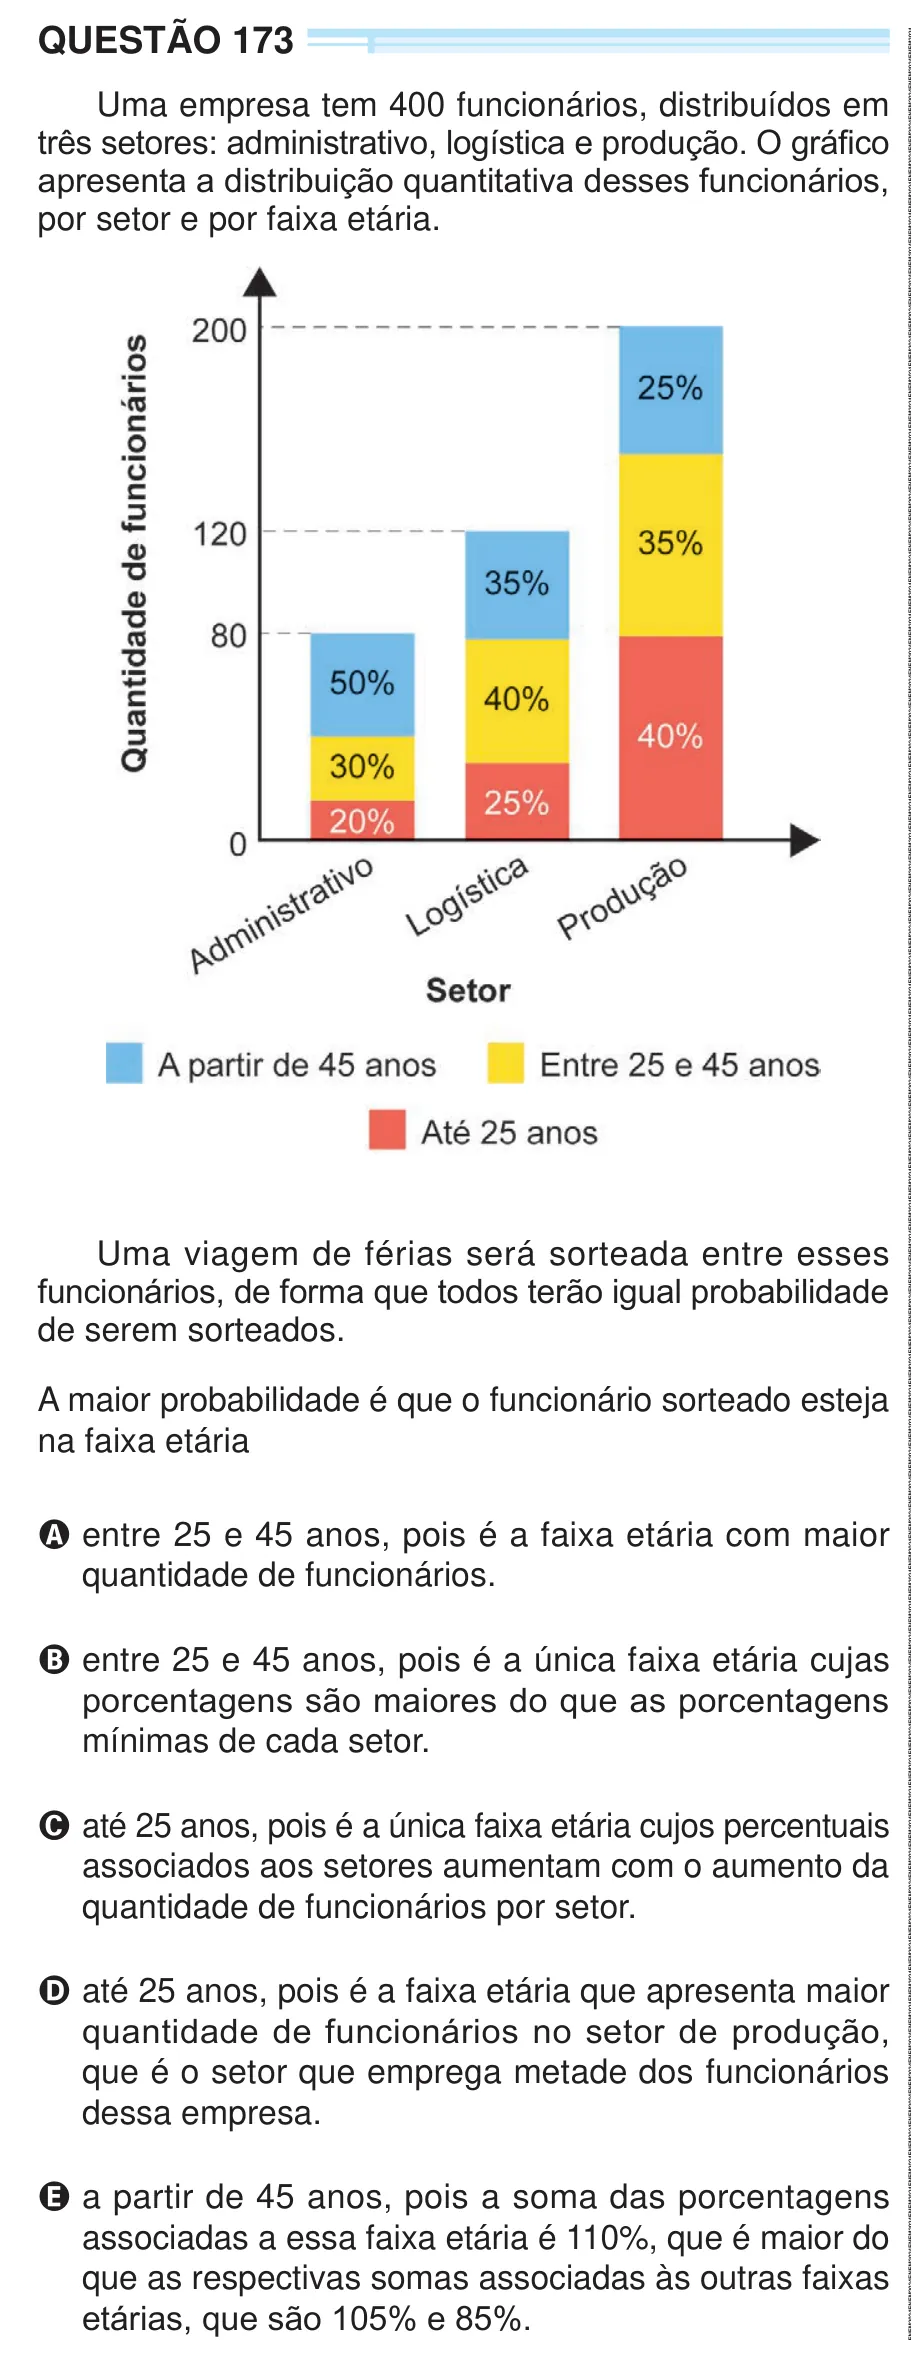 QUESTÃO 173
Uma empresa tem 400 funcionários, distribuídos em
três setores: administrativo, logística e produção. O gráfico
apresenta a distribuição quantitativa desses funcionários,
por setor e por faixa etária.
Quantidade de funcionários
200
120
80
0
25%
35%
40%
35%
40%
25%
50%
30%
20%
Administrativo
Logística
Produção
Setor
A partir de 45 anos
Entre 25 e 45 anos
Até 25 anos
Uma viagem de férias será sorteada entre esses
funcionários, de forma que todos terão igual probabilidade
de serem sorteados.
A maior probabilidade é que o funcionário sorteado esteja
na faixa etária
A entre 25 e 45 anos, pois é a faixa etária com maior
quantidade de funcionários.
B entre 25 e 45 anos, pois é a única faixa etária cujas
porcentagens são maiores do que as porcentagens
mínimas de cada setor.
C até 25 anos, pois é a única faixa etária cujos percentuais
associados aos setores aumentam com o aumento da
quantidade de funcionários por setor.
D até 25 anos, pois é a faixa etária que apresenta maior
quantidade de funcionários no setor de produção,
que é o setor que emprega metade dos funcionários
dessa empresa.
E a partir de 45 anos, pois a soma das porcentagens
associadas a essa faixa etária é 110%, que é maior do
que as respectivas somas associadas às outras faixas
etárias, que são 105% e 85%.